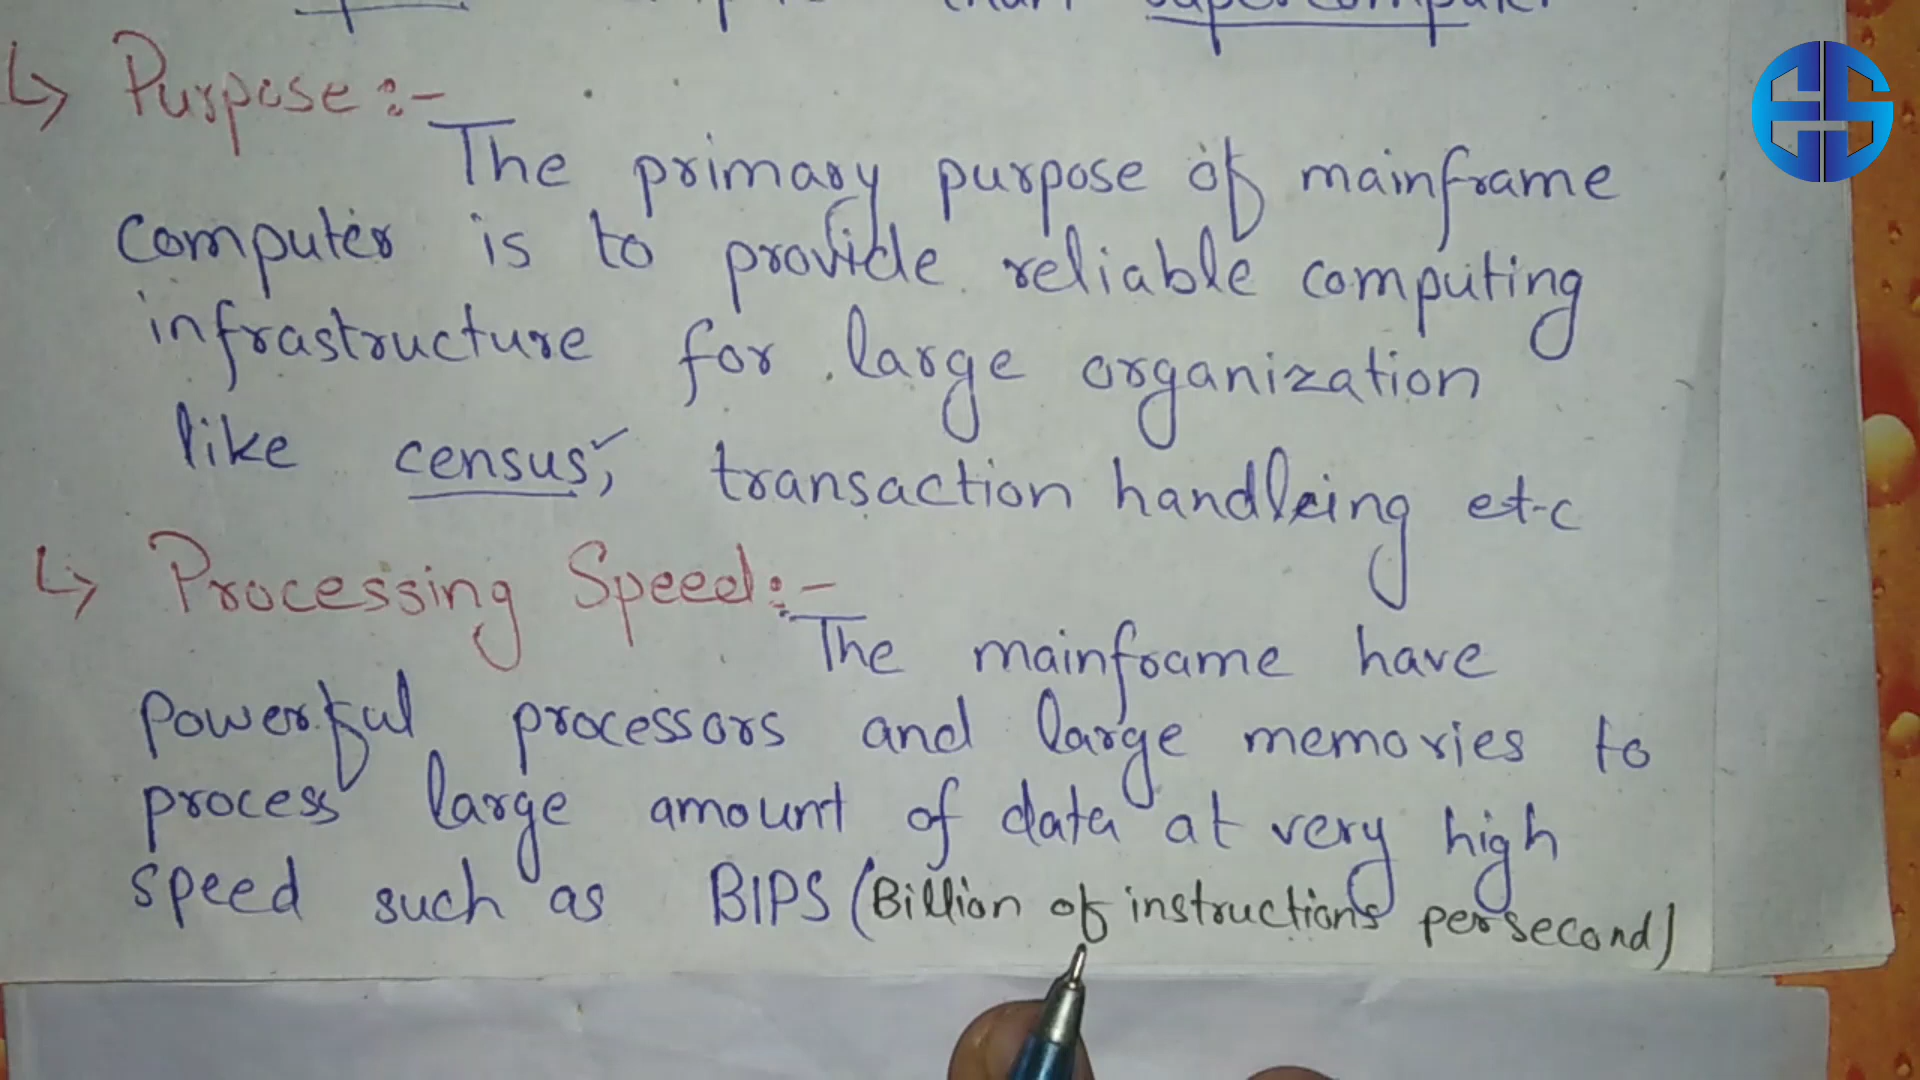 than supercomputer
↳ Purpose :-
The primary purpose of mainframe
computer is to provide reliable computing
infrastructure for large organization
like census, transaction handleing etc
↳ Processing Speed :-
The mainframe have
powerful processors and large memories to
process large amount of data at very high
speed such as BIPS (Billion of instructions per second)